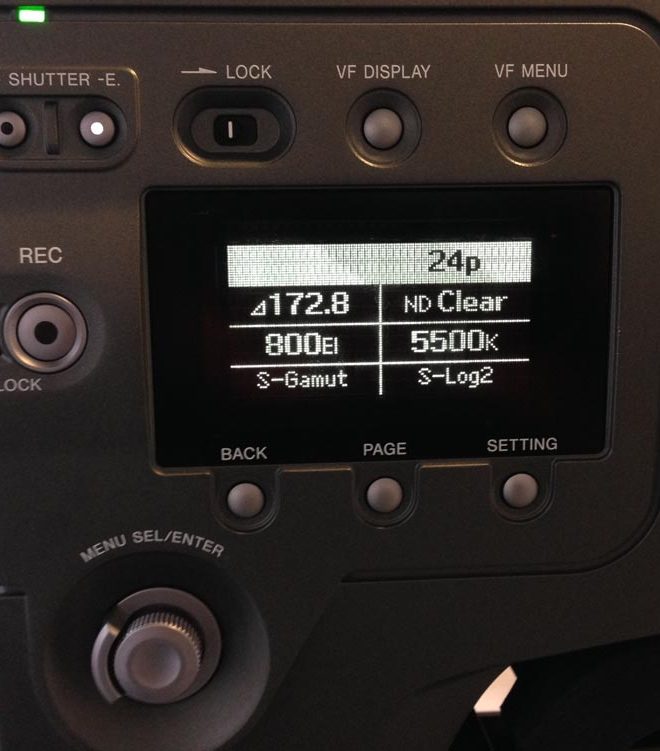 SHUTTER -E.
LOCK
VF DISPLAY
VF MENU
REC
24p
⊿172.8
ND Clear
800EI
5500K
S-Gamut
S-Log2
LOCK
BACK
PAGE
SETTING
MENU SEL/ENTER